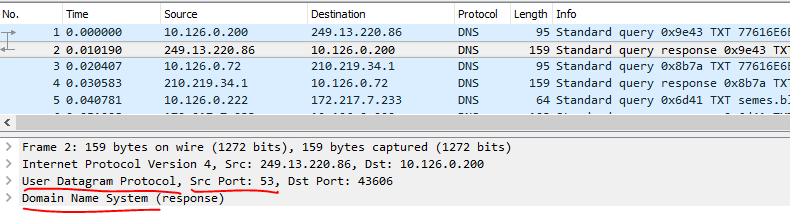 No. Time Source Destination Protocol Length Info
1 0.000000 10.126.0.200 249.13.220.86 DNS 95 Standard query 0x9e43 TXT 77616E6E
2 0.010190 249.13.220.86 10.126.0.200 DNS 159 Standard query response 0x9e43 TXT
3 0.020407 10.126.0.72 210.219.34.1 DNS 95 Standard query 0x8b7a TXT 77616E6E
4 0.030583 210.219.34.1 10.126.0.72 DNS 159 Standard query response 0x8b7a TXT
5 0.040781 10.126.0.222 172.217.7.233 DNS 64 Standard query 0x6d41 TXT semes.bl
Frame 2: 159 bytes on wire (1272 bits), 159 bytes captured (1272 bits)
Internet Protocol Version 4, Src: 249.13.220.86, Dst: 10.126.0.200
User Datagram Protocol, Src Port: 53, Dst Port: 43606
Domain Name System (response)